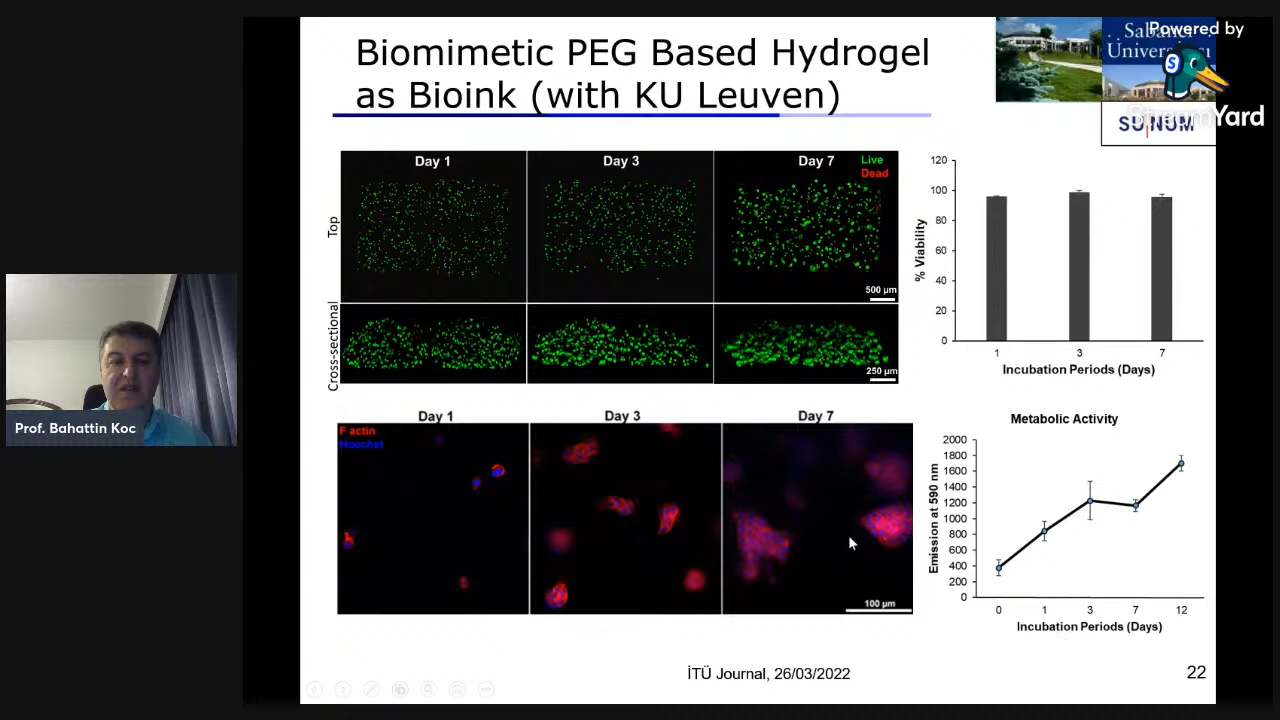 Biomimetic PEG Based Hydrogel
as Bioink (with KU Leuven)
Sabancı
Üniversitesi
Powered by
S
StreamYard
SUNUM
Day 1
Day 3
Day 7
Live
Dead
Top
500 µm
Cross-sectional
250 µm
120
100
80
60
40
20
0
% Viability
1
3
7
Incubation Periods (Days)
Prof. Bahattin Koc
Day 1
Day 3
Day 7
F actin
Hoechst
100 µm
Metabolic Activity
2000
1800
1600
1400
1200
1000
800
600
400
200
0
Emission at 590 nm
0
1
3
7
12
Incubation Periods (Days)
İTÜ Journal, 26/03/2022
22